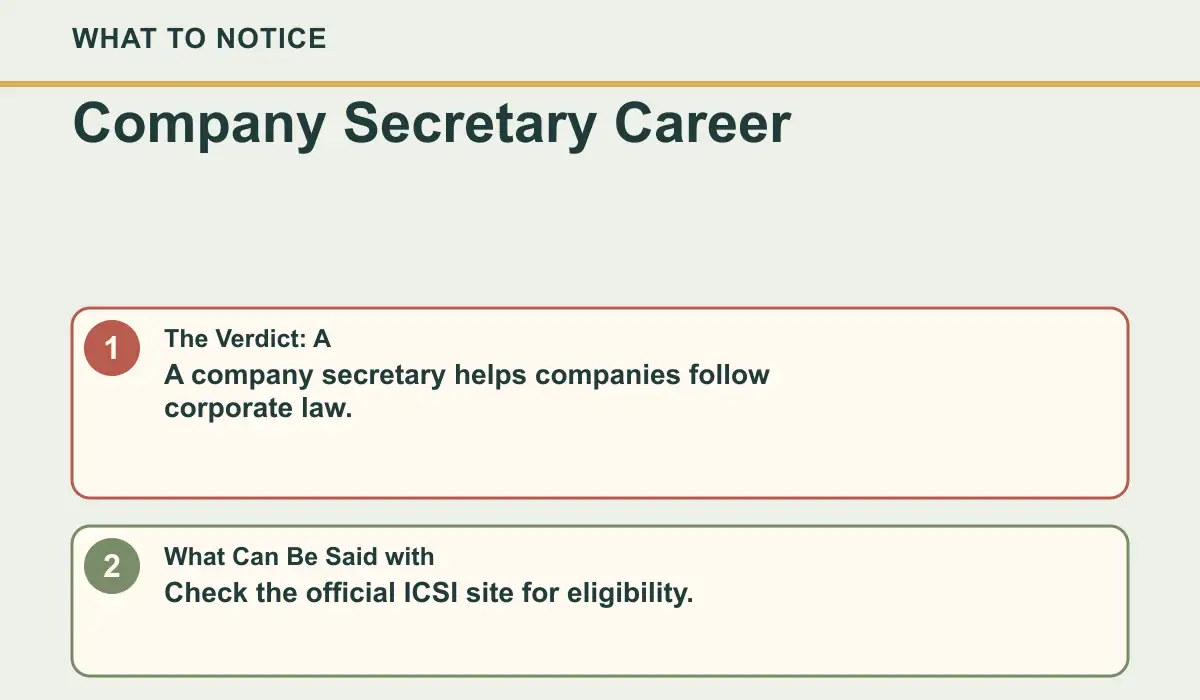 WHAT TO NOTICE
Company Secretary Career
1
The Verdict: A
A company secretary helps companies follow
corporate law.
2
What Can Be Said with
Check the official ICSI site for eligibility.